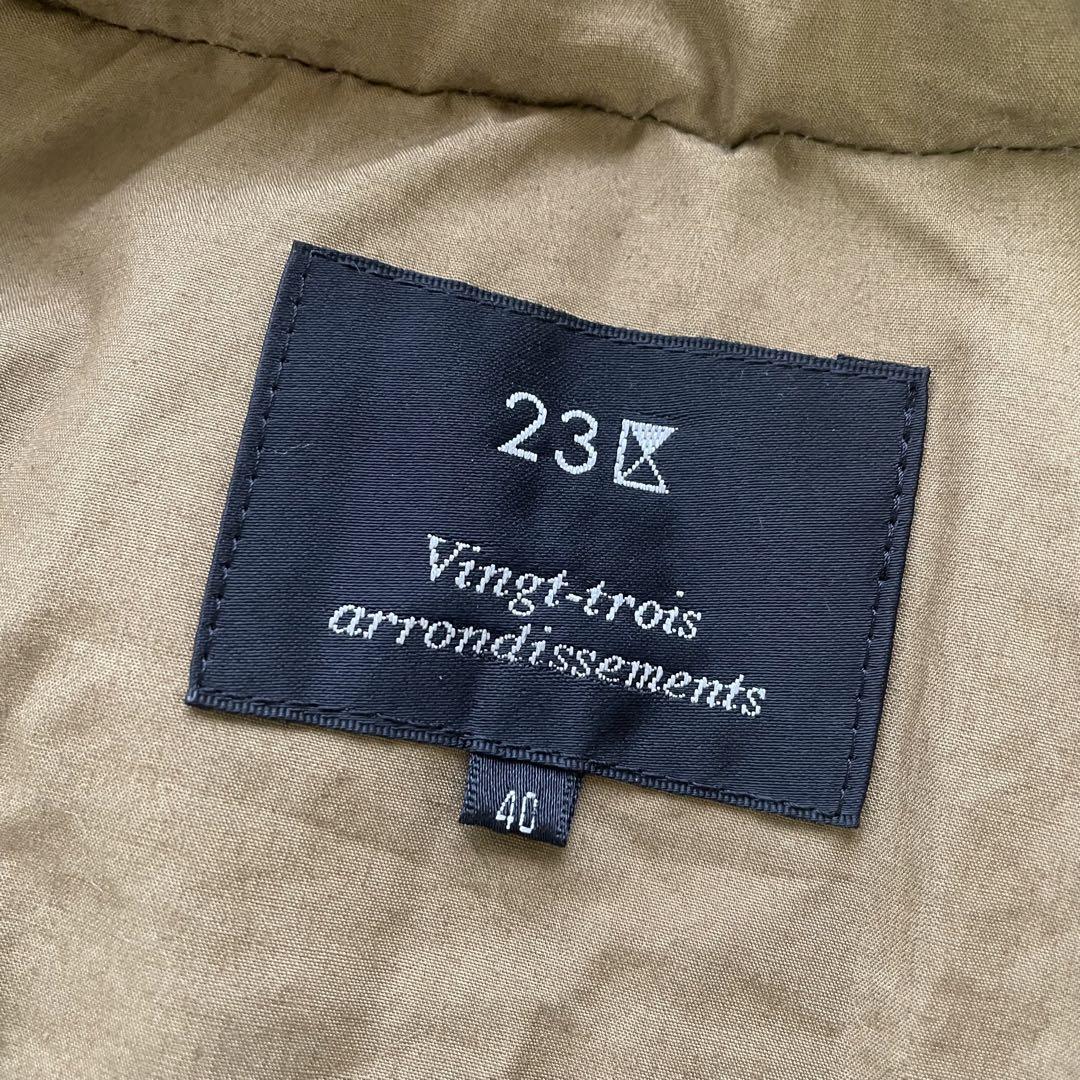 23区
Vingt-trois
arrondissements
40